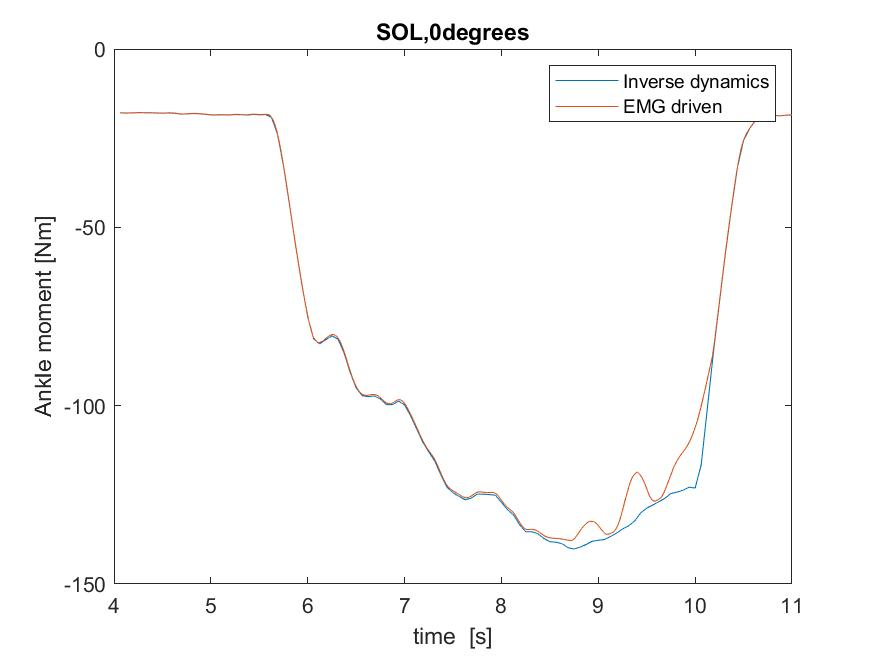 SOL,0degrees
0
-50
-100
-150
Ankle moment [Nm]
Inverse dynamics
EMG driven
4 5 6 7 8 9 10 11
time [s]